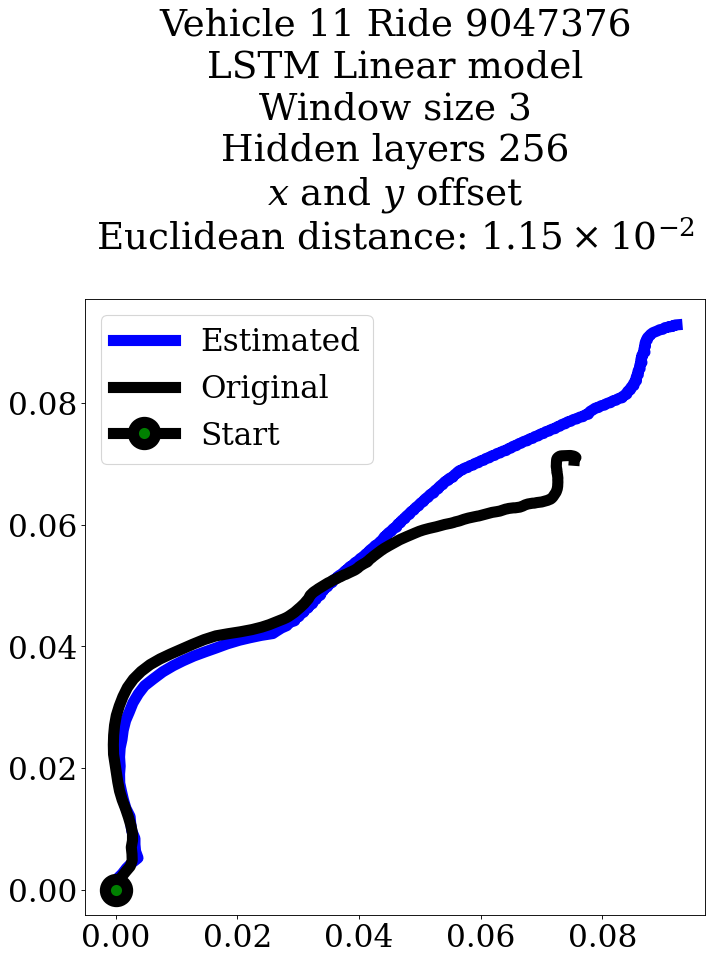 Vehicle 11 Ride 9047376
LSTM Linear model
Window size 3
Hidden layers 256
x and y offset
Euclidean distance: 1.15 × 10⁻²
Estimated
Original
Start
0.08
0.06
0.04
0.02
0.00
0.00 0.02 0.04 0.06 0.08